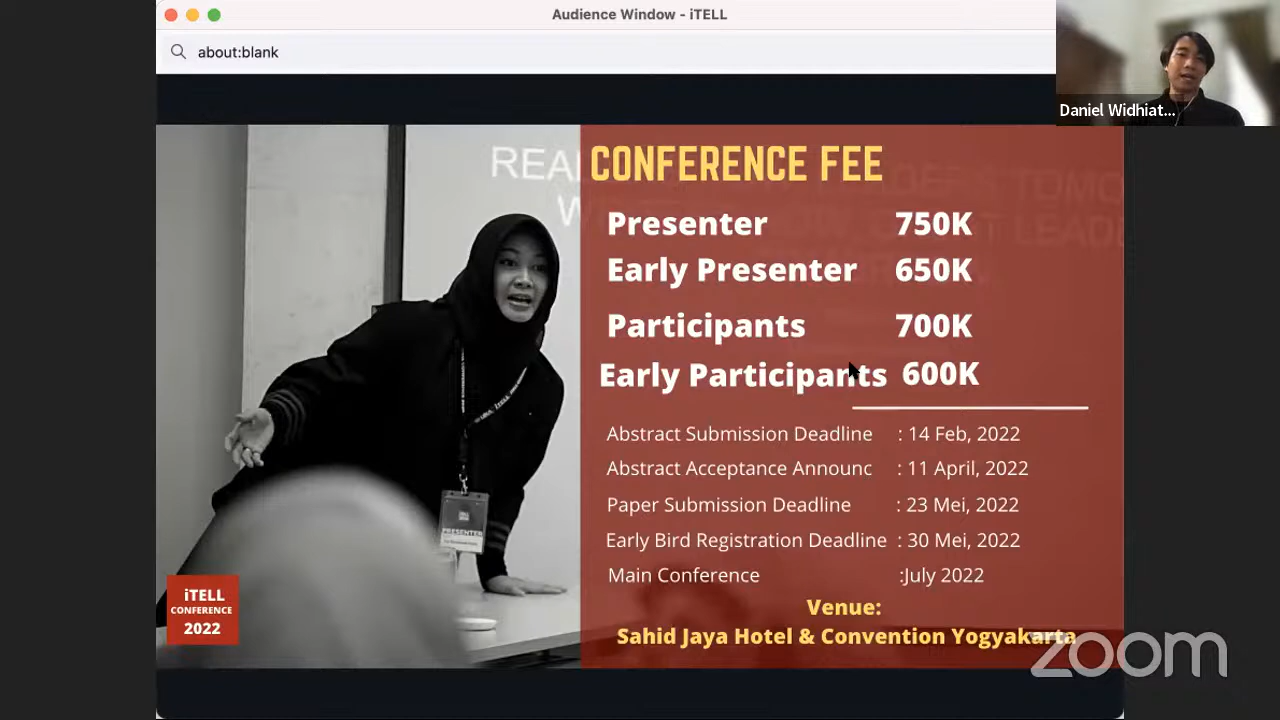 Audience Window - iTELL
about:blank
Daniel Widhiat...
CONFERENCE FEE
Presenter 750K
Early Presenter 650K
Participants 700K
Early Participants 600K
Abstract Submission Deadline : 14 Feb, 2022
Abstract Acceptance Announc : 11 April, 2022
Paper Submission Deadline : 23 Mei, 2022
Early Bird Registration Deadline : 30 Mei, 2022
Main Conference :July 2022
Venue:
Sahid Jaya Hotel & Convention Yogyakarta
PRESENTER
iTELL
CONFERENCE
2022
zoom